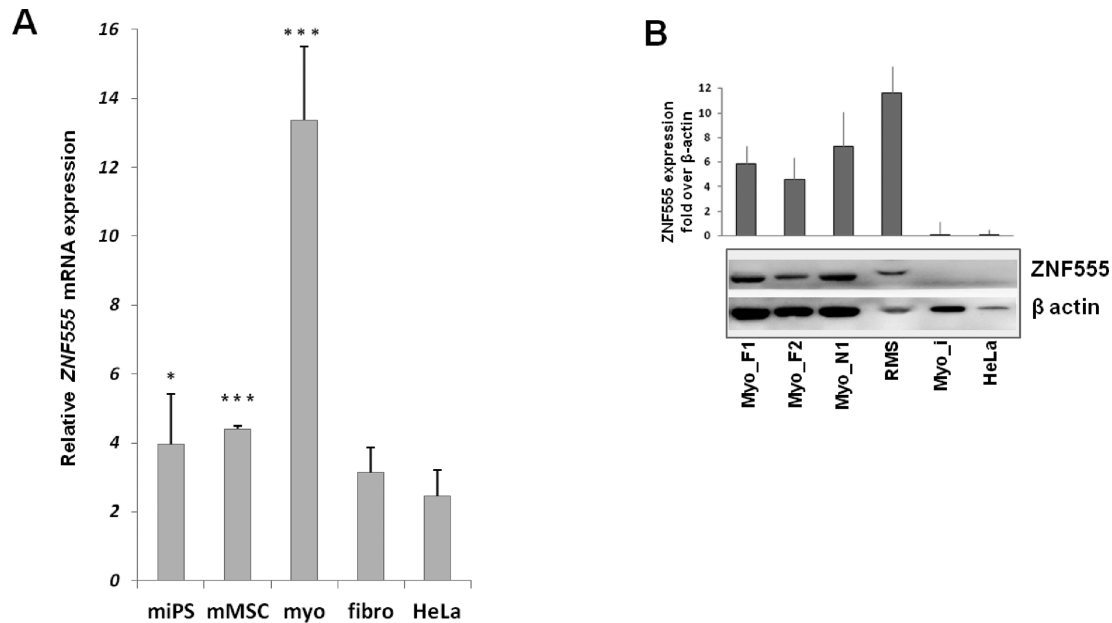 A
Relative ZNF555 mRNA expression
16
14
12
10
8
6
4
2
0
*
***
***
miPS mMSC myo fibro HeLa
B
ZNF555 expression
fold over β-actin
12
10
8
6
4
2
0
ZNF555
β actin
Myo_F1
Myo_F2
Myo_N1
RMS
Myo_i
HeLa